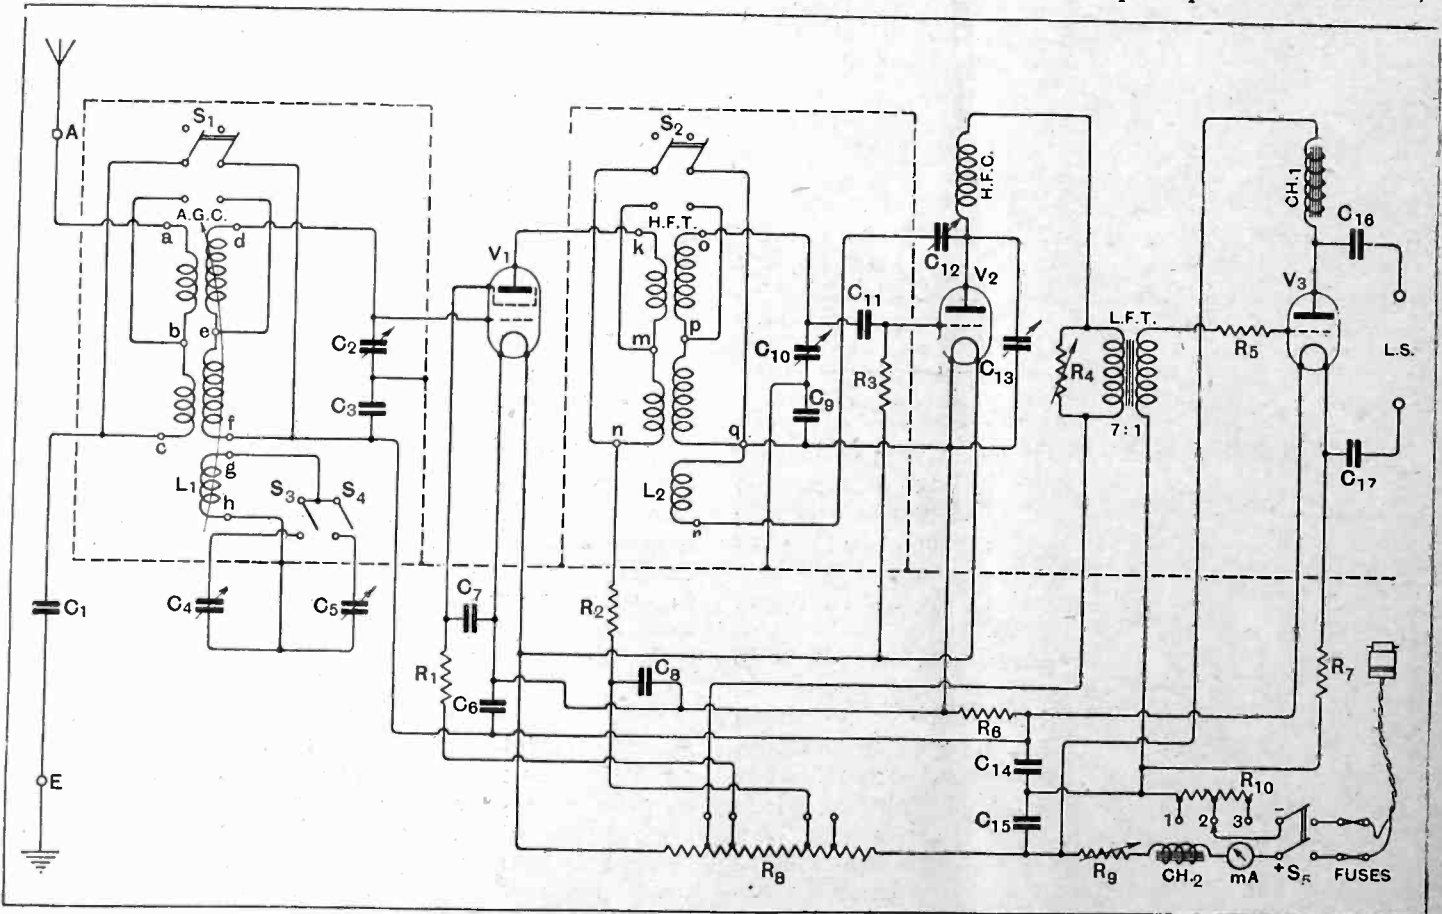 A
S1
A.G.C.
a
d
b
e
c
f
g
L1
h
S3
S4
C1
C2
C3
C4
C5
E
V1
C7
R1
C6
S2
H.F.T.
k
o
m
p
n
q
L2
r
R2
C8
C10
C9
C11
R3
H.F.C.
C12
V2
C13
R4
L.F.T.
7:1
R5
CH.1
C16
V3
L.S.
C17
R7
R6
C14
C15
R10
1
2
3
-
R8
R9
CH.2
mA
+
S5
FUSES